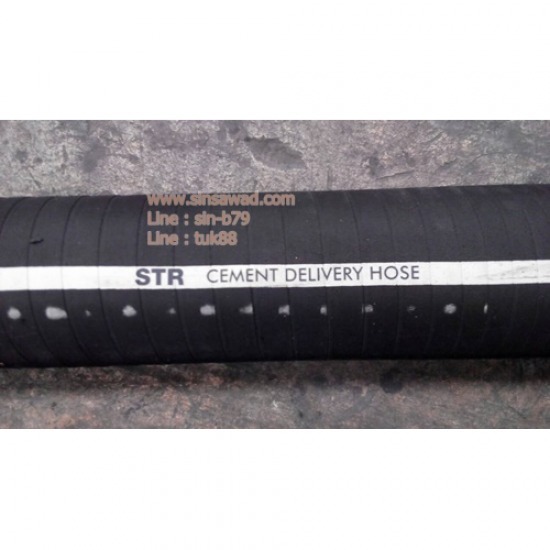 www.sinsawad.com
Line : sin-b79
Line : tuk88
STR CEMENT DELIVERY HOSE